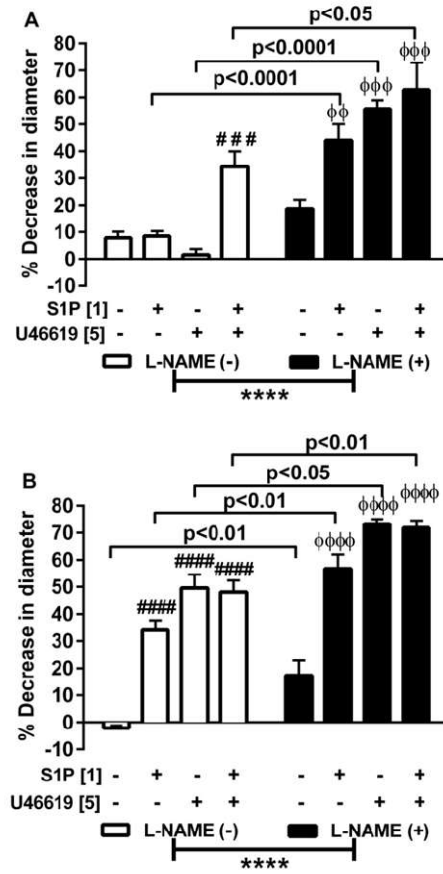 A
p<0.05
p<0.0001
p<0.0001
% Decrease in diameter
80
70
60
50
40
30
20
10
0
-10
###
ϕϕ
ϕϕϕ
ϕϕϕ
S1P [1] - + - + - + - +
U46619 [5] - - + + - - + +
L-NAME (-) L-NAME (+)
****
B
p<0.01
p<0.05
p<0.01
p<0.01
% Decrease in diameter
80
70
60
50
40
30
20
10
0
-10
####
####
####
ϕϕϕϕ
ϕϕϕϕ
ϕϕϕϕ
S1P [1] - + - + - + - +
U46619 [5] - - + + - - + +
L-NAME (-) L-NAME (+)
****